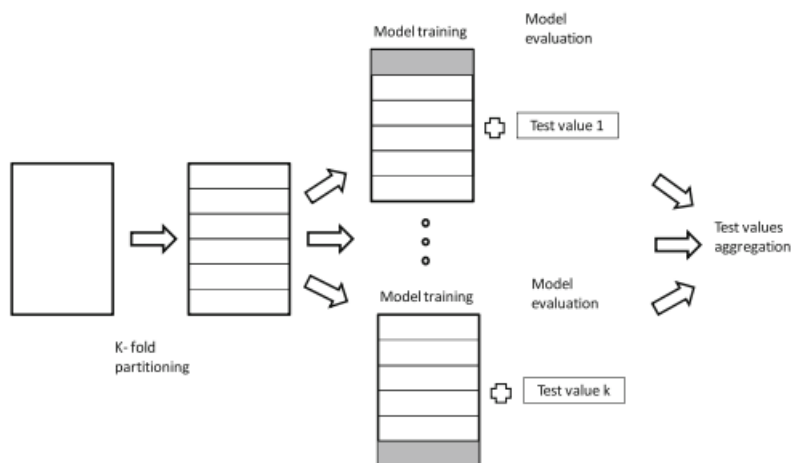 Model training
Model
evaluation
Test value 1
Test values
aggregation
Model training
Model
evaluation
K- fold
partitioning
Test value k